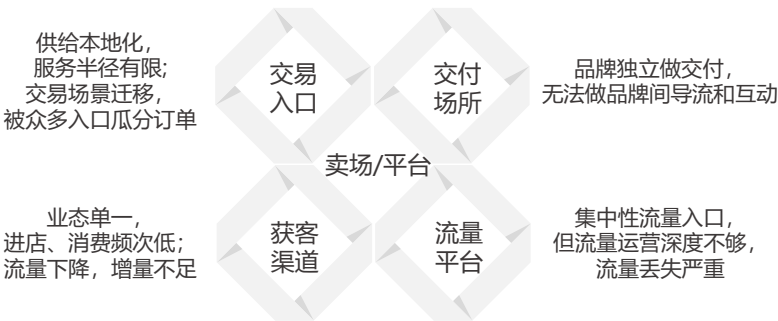 供给本地化，
服务半径有限;
交易场景迁移，
被众多入口瓜分订单
交易
入口
交付
场所
品牌独立做交付，
无法做品牌间导流和互动
卖场/平台
业态单一，
进店、消费频次低；
流量下降，增量不足
获客
渠道
流量
平台
集中性流量入口，
但流量运营深度不够，
流量丢失严重